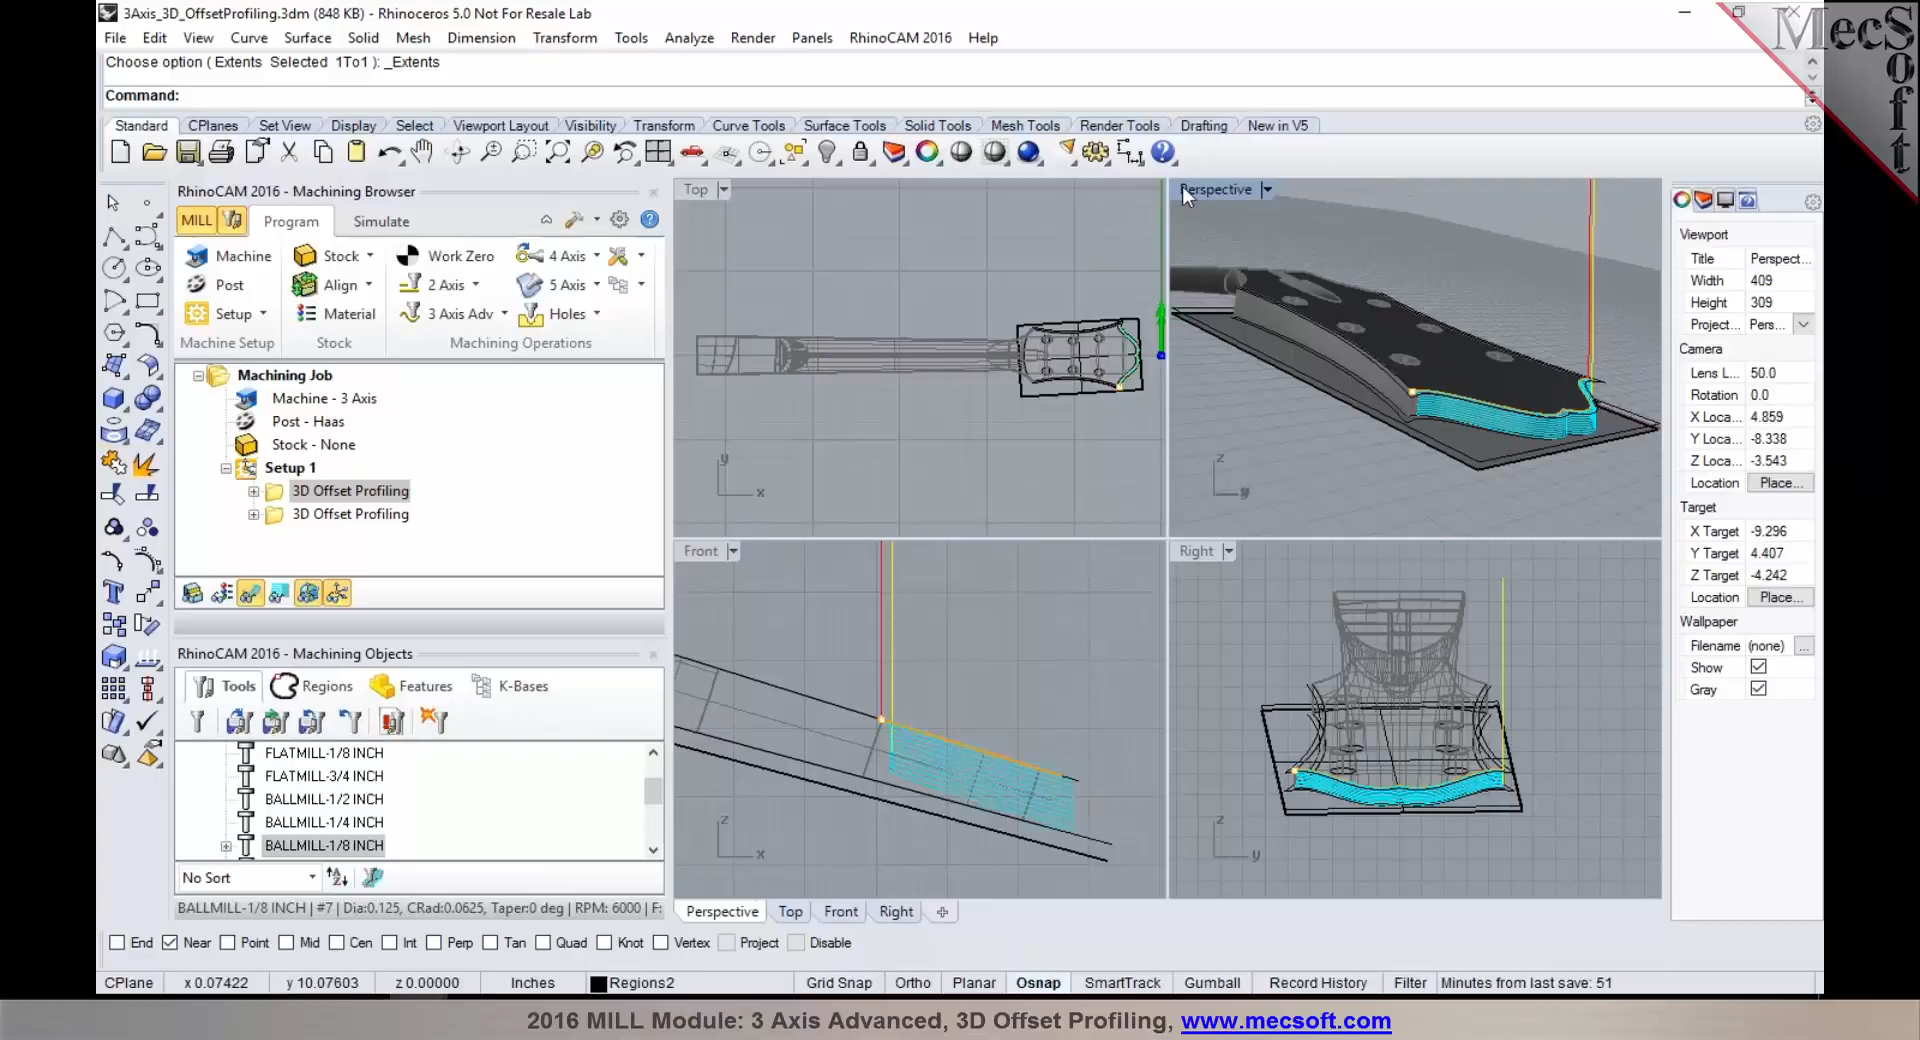 3Axis_3D_OffsetProfiling.3dm (848 KB) - Rhinoceros 5.0 Not For Resale Lab
MecSoft
File Edit View Curve Surface Solid Mesh Dimension Transform Tools Analyze Render Panels RhinoCAM 2016 Help
Choose option ( Extents Selected 1To1 ): _Extents
Command:
Standard CPlanes Set View Display Select Viewport Layout Visibility Transform Curve Tools Surface Tools Solid Tools Mesh Tools Render Tools Drafting New in V5
RhinoCAM 2016 - Machining Browser
MILL Program Simulate
Machine Stock Work Zero 4 Axis
Post Align 2 Axis 5 Axis
Setup Material 3 Axis Adv Holes
Machine Setup Stock Machining Operations
Machining Job
Machine - 3 Axis
Post - Haas
Stock - None
Setup 1
3D Offset Profiling
3D Offset Profiling
RhinoCAM 2016 - Machining Objects
Tools Regions Features K-Bases
FLATMILL-1/8 INCH
FLATMILL-3/4 INCH
BALLMILL-1/2 INCH
BALLMILL-1/4 INCH
BALLMILL-1/8 INCH
No Sort
BALLMILL-1/8 INCH | #7 | Dia:0.125, CRad:0.0625, Taper:0 deg | RPM: 6000 | F:
Top
y
x
Perspective
z
y
Front
z
x
Right
z
y
Perspective Top Front Right
Viewport
Title Perspect...
Width 409
Height 309
Project... Pers...
Camera
Lens L... 50.0
Rotation 0.0
X Loca... 4.859
Y Loca... -8.338
Z Loca... -3.543
Location Place...
Target
X Target -9.296
Y Target 4.407
Z Target -4.242
Location Place...
Wallpaper
Filename (none) ...
Show
Gray
End Near Point Mid Cen Int Perp Tan Quad Knot Vertex Project Disable
CPlane x 0.07422 y 10.07603 z 0.00000 Inches Regions2 Grid Snap Ortho Planar Osnap SmartTrack Gumball Record History Filter Minutes from last save: 51
2016 MILL Module: 3 Axis Advanced, 3D Offset Profiling, www.mecsoft.com